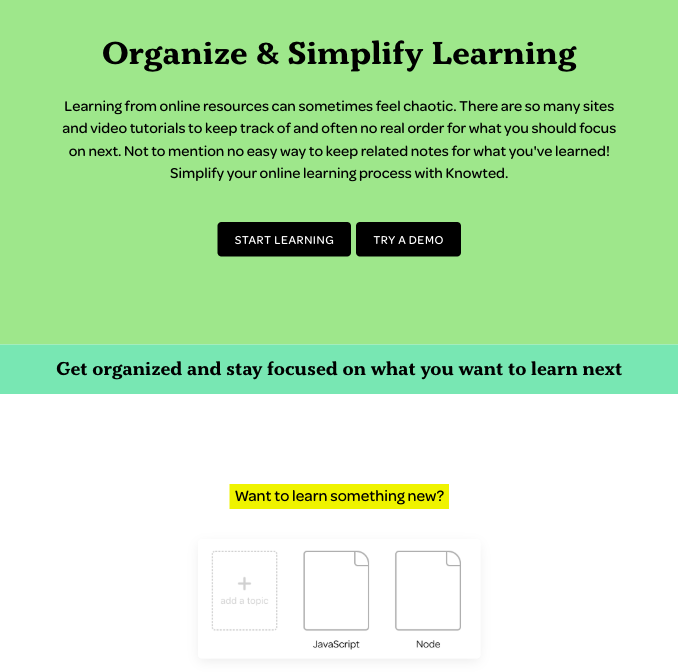 Organize & Simplify Learning
Learning from online resources can sometimes feel chaotic. There are so many sites
and video tutorials to keep track of and often no real order for what you should focus
on next. Not to mention no easy way to keep related notes for what you've learned!
Simplify your online learning process with Knowted.
START LEARNING TRY A DEMO
Get organized and stay focused on what you want to learn next
Want to learn something new?
+
add a topic
JavaScript Node